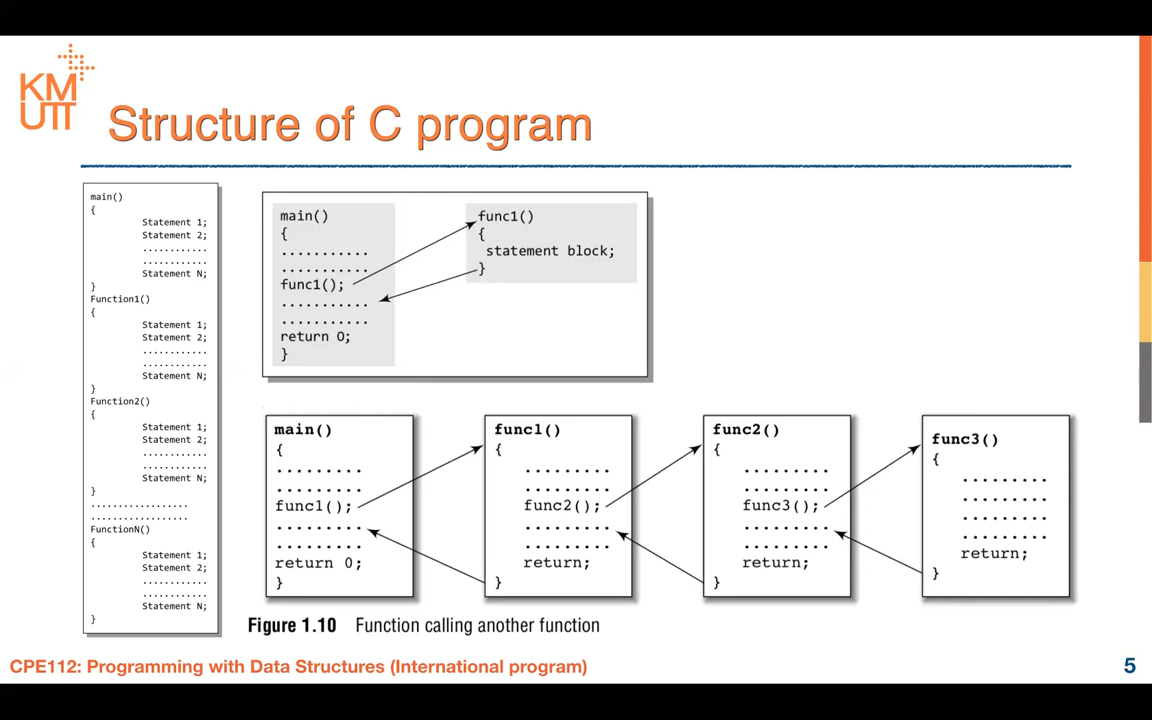 KM
UTT
Structure of C program
main()
{
Statement 1;
Statement 2;
............
............
Statement N;
}
Function1()
{
Statement 1;
Statement 2;
............
............
Statement N;
}
Function2()
{
Statement 1;
Statement 2;
............
............
Statement N;
}
..................
..................
FunctionN()
{
Statement 1;
Statement 2;
............
............
Statement N;
}
main()
{
...........
...........
func1();
...........
...........
return 0;
}
func1()
{
statement block;
}
main()
{
.........
.........
func1();
.........
.........
return 0;
}
func1()
{
.........
.........
func2();
.........
.........
return;
}
func2()
{
.........
.........
func3();
.........
.........
return;
}
func3()
{
.........
.........
.........
.........
return;
}
Figure 1.10 Function calling another function
CPE112: Programming with Data Structures (International program)
5